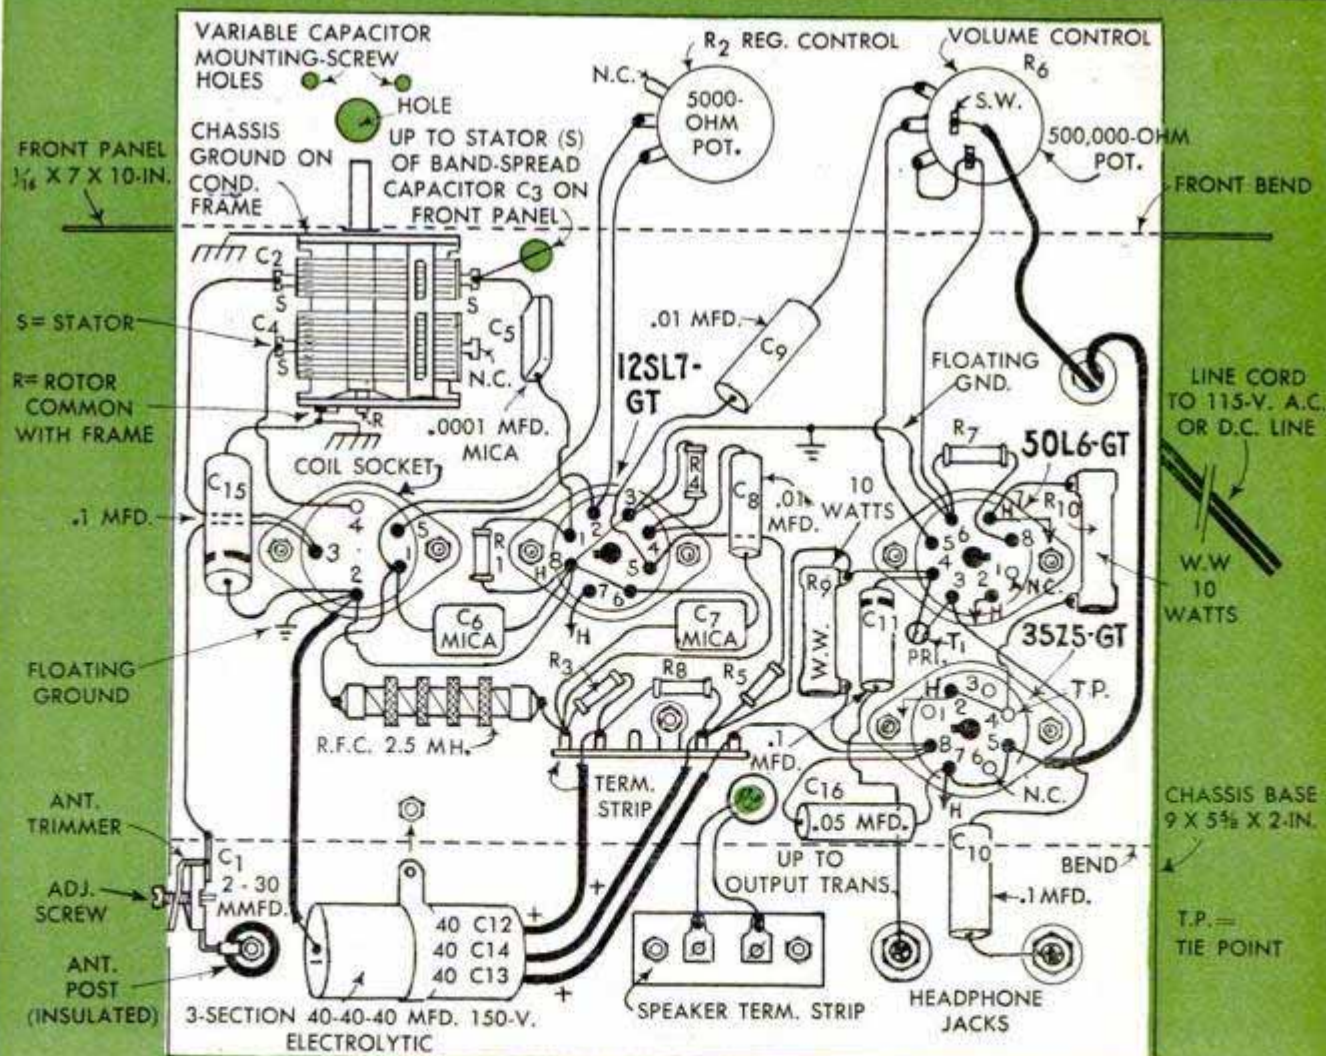 VARIABLE CAPACITOR
MOUNTING-SCREW
HOLES
HOLE
R2 REG. CONTROL
N.C.
5000-
OHM
POT.
VOLUME CONTROL
R6
S.W.
500,000-OHM
POT.
FRONT PANEL
1/16 X 7 X 10-IN.
CHASSIS
GROUND ON
COND.
FRAME
UP TO STATOR (S)
OF BAND-SPREAD
CAPACITOR C3 ON
FRONT PANEL
FRONT BEND
C2
S
S
S = STATOR
C4
S
N.C.
C5
R = ROTOR
COMMON
WITH FRAME
R
.0001 MFD.
MICA
12SL7-
GT
.01 MFD.
C9
FLOATING
GND.
LINE CORD
TO 115-V. A.C.
OR D.C. LINE
COIL SOCKET
C15
.1 MFD.
4
5
3
1
2
R1
H
1
2
3
4
5
6
7
8
H
R4
C8
.01
MFD.
10
WATTS
R7
50L6-GT
H
7
R10
5
6
8
4
1
N.C.
3
2
H
W.W
10
WATTS
C6
MICA
C7
MICA
R9
W.W.
C11
PRI.
T1
35Z5-GT
FLOATING
GROUND
R3
R8
R5
H
3
T.P.
1
2
4
8
5
7
6
N.C.
H
R.F.C. 2.5 MH.
.1
MFD.
TERM.
STRIP
C16
.05 MFD.
C10
CHASSIS BASE
9 X 5 5/8 X 2-IN.
ANT.
TRIMMER
C1
2 - 30
MMFD.
ADJ.
SCREW
BEND
UP TO
OUTPUT TRANS.
.1 MFD.
+
+
40 C12
40 C14
40 C13
+
−
T.P. =
TIE POINT
ANT.
POST
(INSULATED)
3-SECTION 40-40-40 MFD. 150-V.
ELECTROLYTIC
SPEAKER TERM. STRIP
HEADPHONE
JACKS